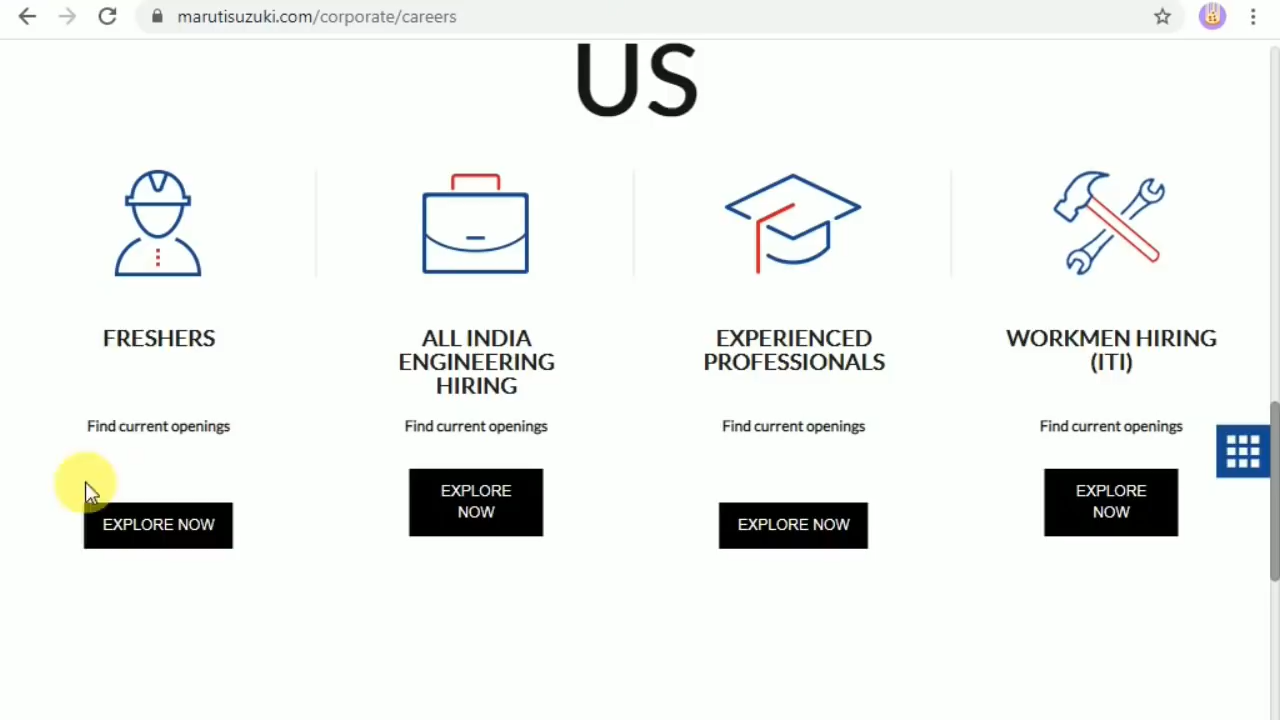 marutisuzuki.com/corporate/careers
US
FRESHERS
Find current openings
EXPLORE NOW
ALL INDIA
ENGINEERING
HIRING
Find current openings
EXPLORE
NOW
EXPERIENCED
PROFESSIONALS
Find current openings
EXPLORE NOW
WORKMEN HIRING
(ITI)
Find current openings
EXPLORE
NOW